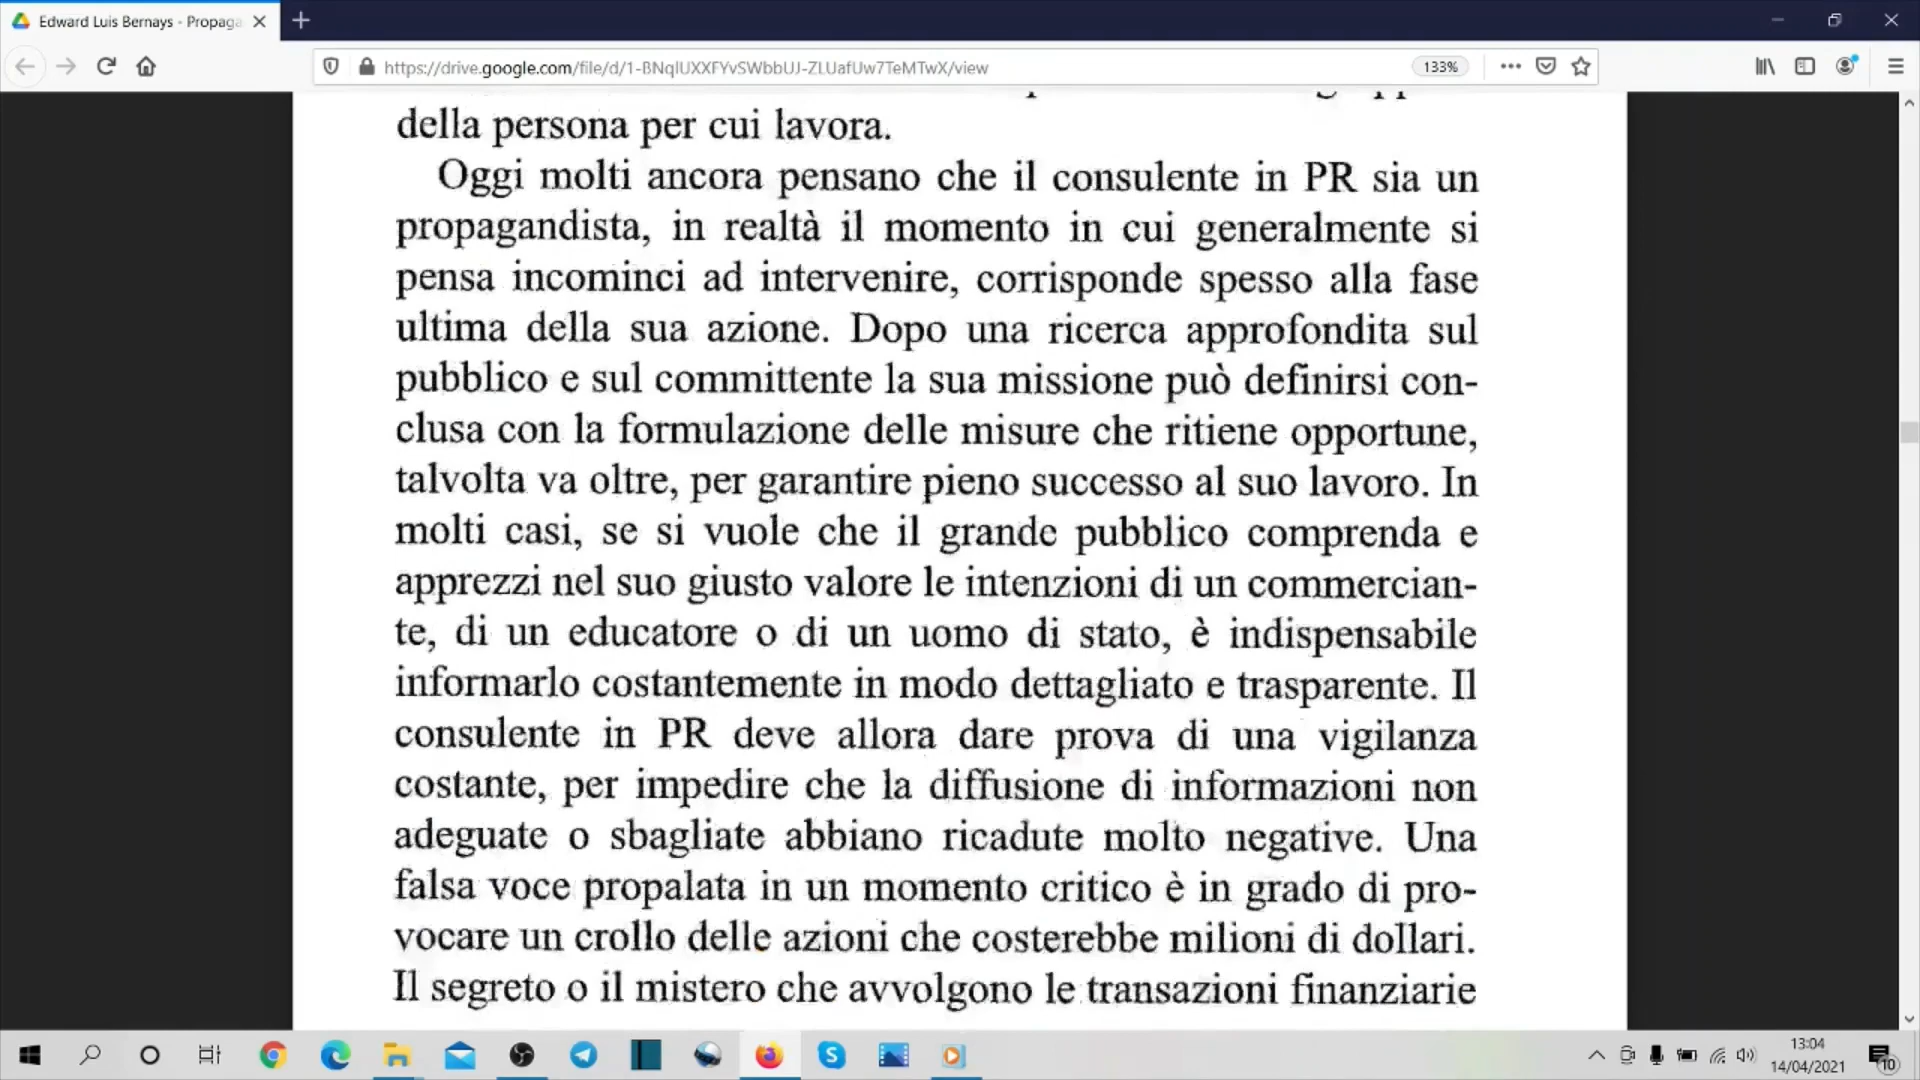 Edward Luis Bernays - Propaga
https://drive.google.com/file/d/1-BNqlUXXFYvSWbbUJ-ZLUafUw7TeMTwX/view
133%
della persona per cui lavora.
Oggi molti ancora pensano che il consulente in PR sia un
propagandista, in realtà il momento in cui generalmente si
pensa incominci ad intervenire, corrisponde spesso alla fase
ultima della sua azione. Dopo una ricerca approfondita sul
pubblico e sul committente la sua missione può definirsi con-
clusa con la formulazione delle misure che ritiene opportune,
talvolta va oltre, per garantire pieno successo al suo lavoro. In
molti casi, se si vuole che il grande pubblico comprenda e
apprezzi nel suo giusto valore le intenzioni di un commercian-
te, di un educatore o di un uomo di stato, è indispensabile
informarlo costantemente in modo dettagliato e trasparente. Il
consulente in PR deve allora dare prova di una vigilanza
costante, per impedire che la diffusione di informazioni non
adeguate o sbagliate abbiano ricadute molto negative. Una
falsa voce propalata in un momento critico è in grado di pro-
vocare un crollo delle azioni che costerebbe milioni di dollari.
Il segreto o il mistero che avvolgono le transazioni finanziarie
13:04
14/04/2021
10